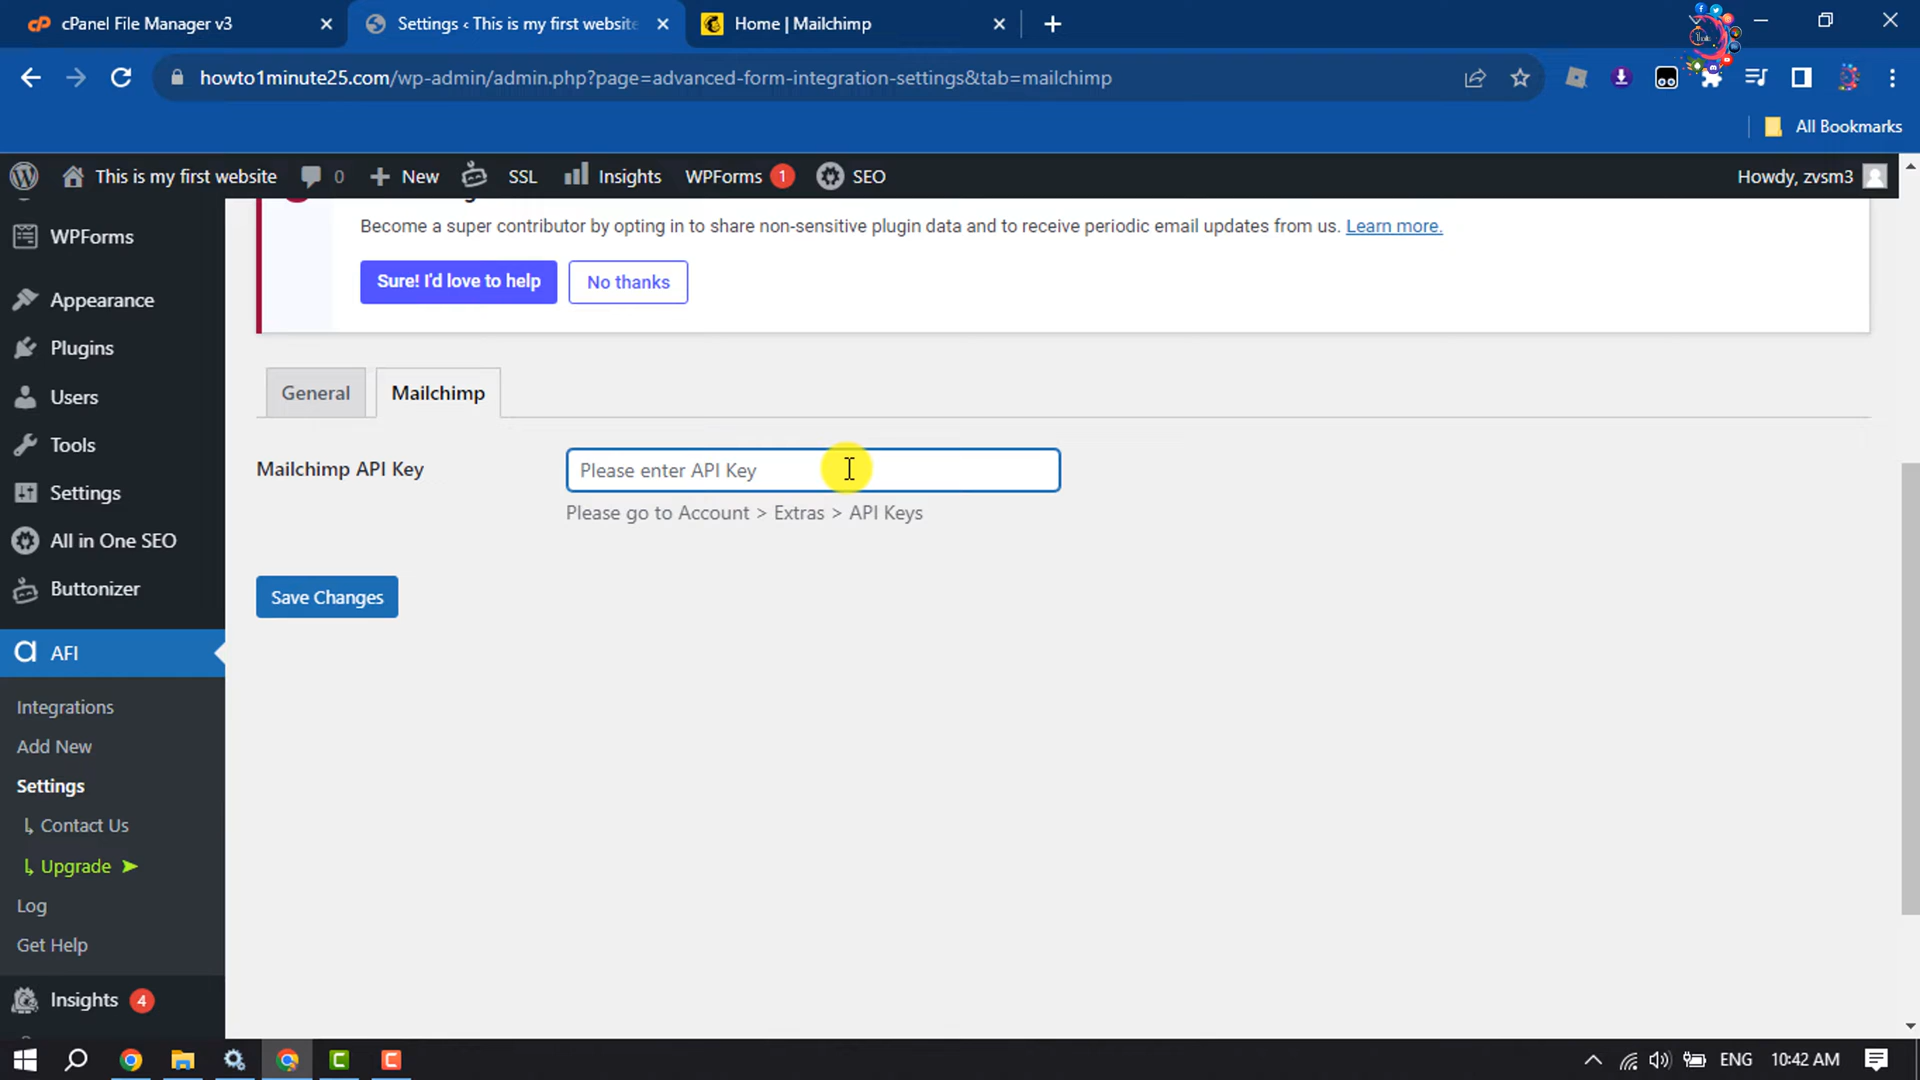 cPanel File Manager v3
Settings ‹ This is my first website
Home | Mailchimp
howto1minute25.com/wp-admin/admin.php?page=advanced-form-integration-settings&tab=mailchimp
All Bookmarks
This is my first website
0
New
SSL
Insights
WPForms 1
SEO
Howdy, zvsm3
WPForms
Appearance
Plugins
Users
Tools
Settings
All in One SEO
Buttonizer
AFI
Integrations
Add New
Settings
Contact Us
Upgrade ➤
Log
Get Help
Insights 4
Become a super contributor by opting in to share non-sensitive plugin data and to receive periodic email updates from us. Learn more.
Sure! I'd love to help
No thanks
General
Mailchimp
Mailchimp API Key
Please enter API Key
Please go to Account > Extras > API Keys
Save Changes
ENG
10:42 AM